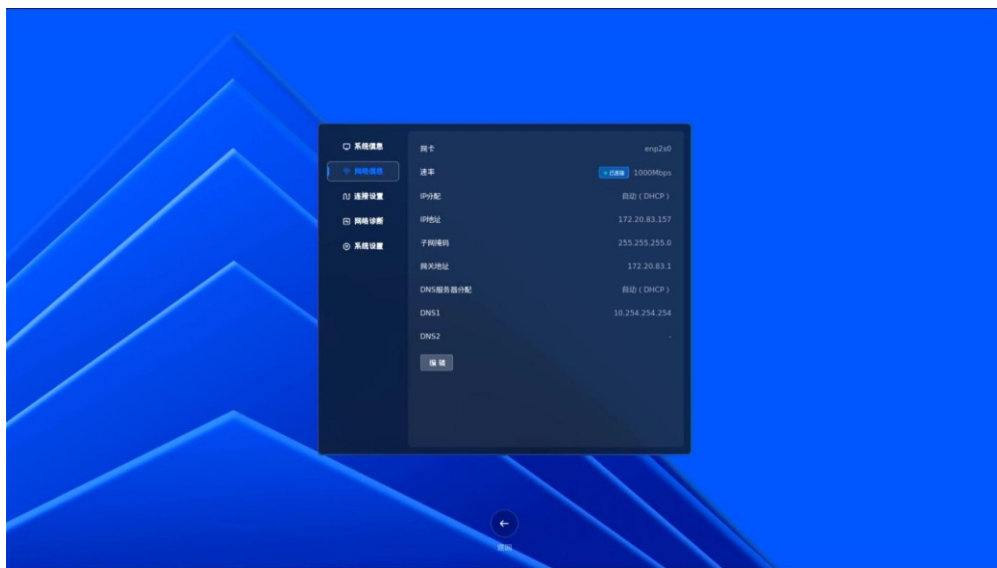 系统信息
网络信息
连接设置
网络诊断
系统设置
网卡 enp2s0
速率 已连接 1000Mbps
IP分配 自动（DHCP）
IP地址 172.20.83.157
子网掩码 255.255.255.0
网关地址 172.20.83.1
DNS服务器分配 自动（DHCP）
DNS1 10.254.254.254
DNS2 -
编辑
返回